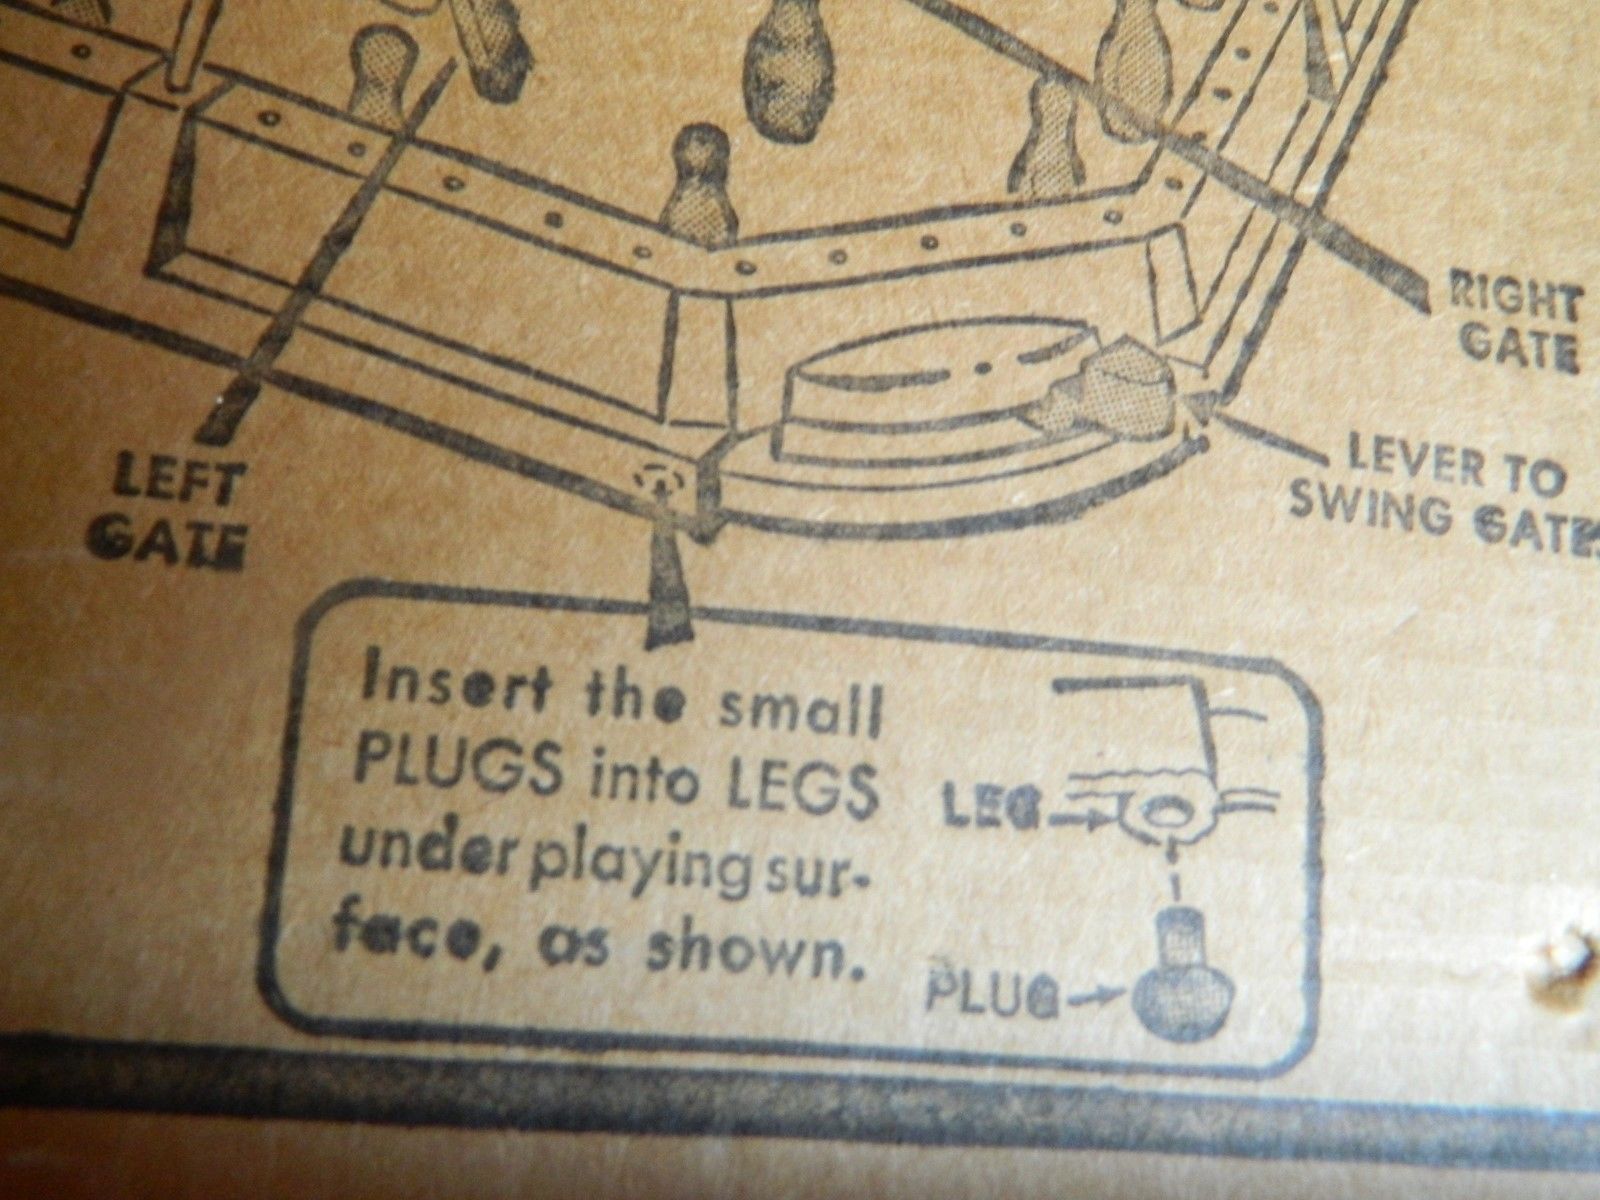 RIGHT
GATE
LEVER TO
SWING GATES
LEFT
GATE
Insert the small
PLUGS into LEGS
under playing sur-
face, as shown.
LEG
PLUG